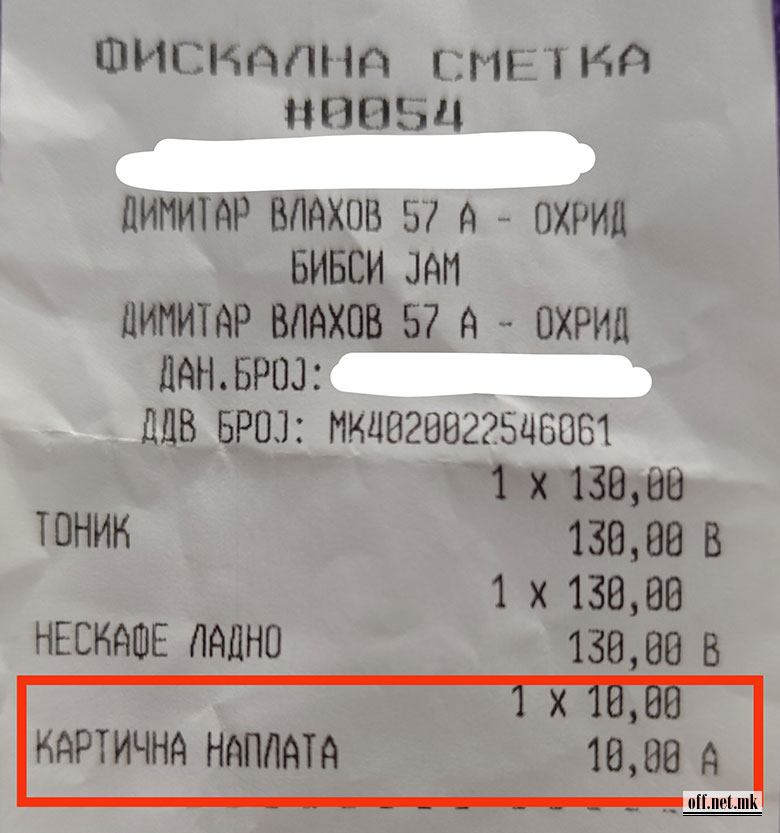 ФИСКАЛНА СМЕТКА
#0054
ДИМИТАР ВЛАХОВ 57 А - ОХРИД
БИБСИ ЈАМ
ДИМИТАР ВЛАХОВ 57 А - ОХРИД
ДАН.БРОЈ:
ДДВ БРОЈ: МК4020022546061
1 x 130,00
ТОНИК 130,00 В
1 x 130,00
НЕСКАФЕ ЛАДНО 130,00 В
1 x 10,00
КАРТИЧНА НАПЛАТА 10,00 А
off.net.mk